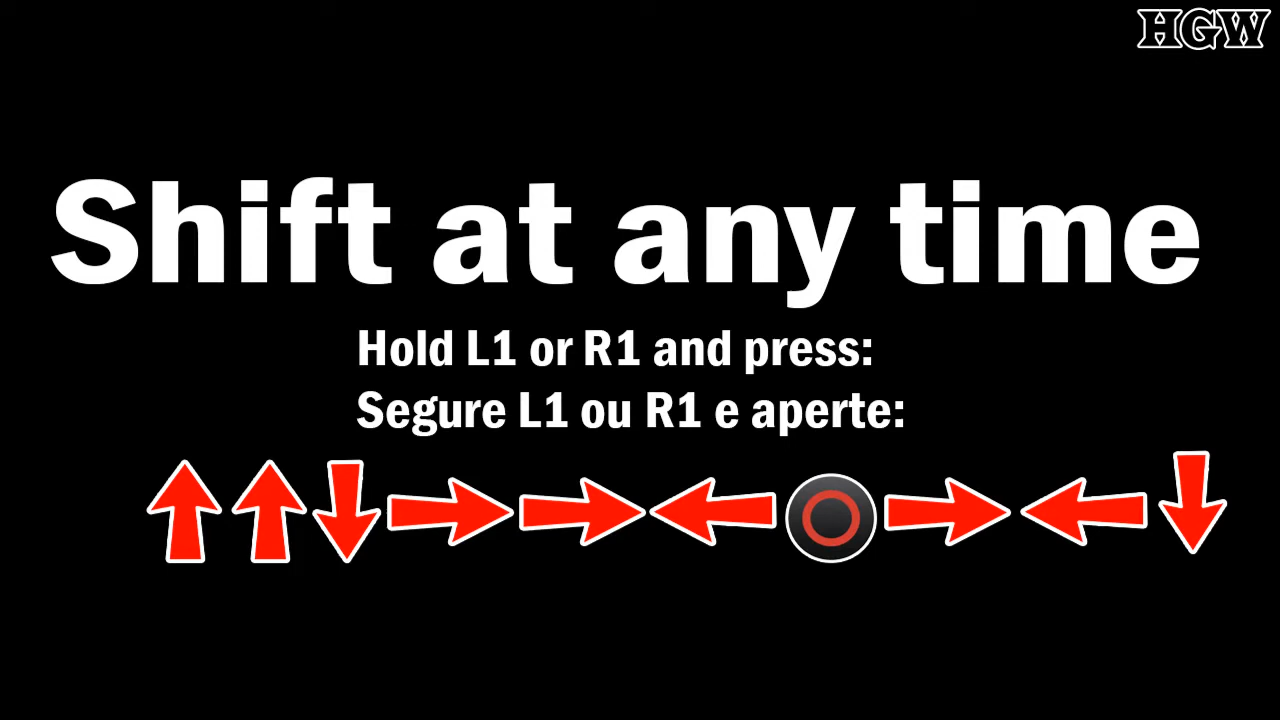 HGW
Shift at any time
Hold L1 or R1 and press:
Segure L1 ou R1 e aperte: